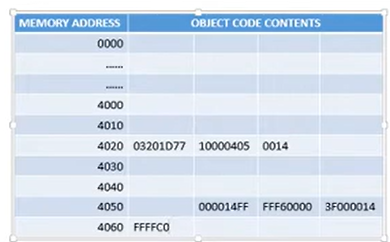 MEMORY ADDRESS OBJECT CODE CONTENTS
0000
......
......
4000
4010
4020 03201D77 10000405 0014
4030
4040
4050 000014FF FFF60000 3F000014
4060 FFFFC0